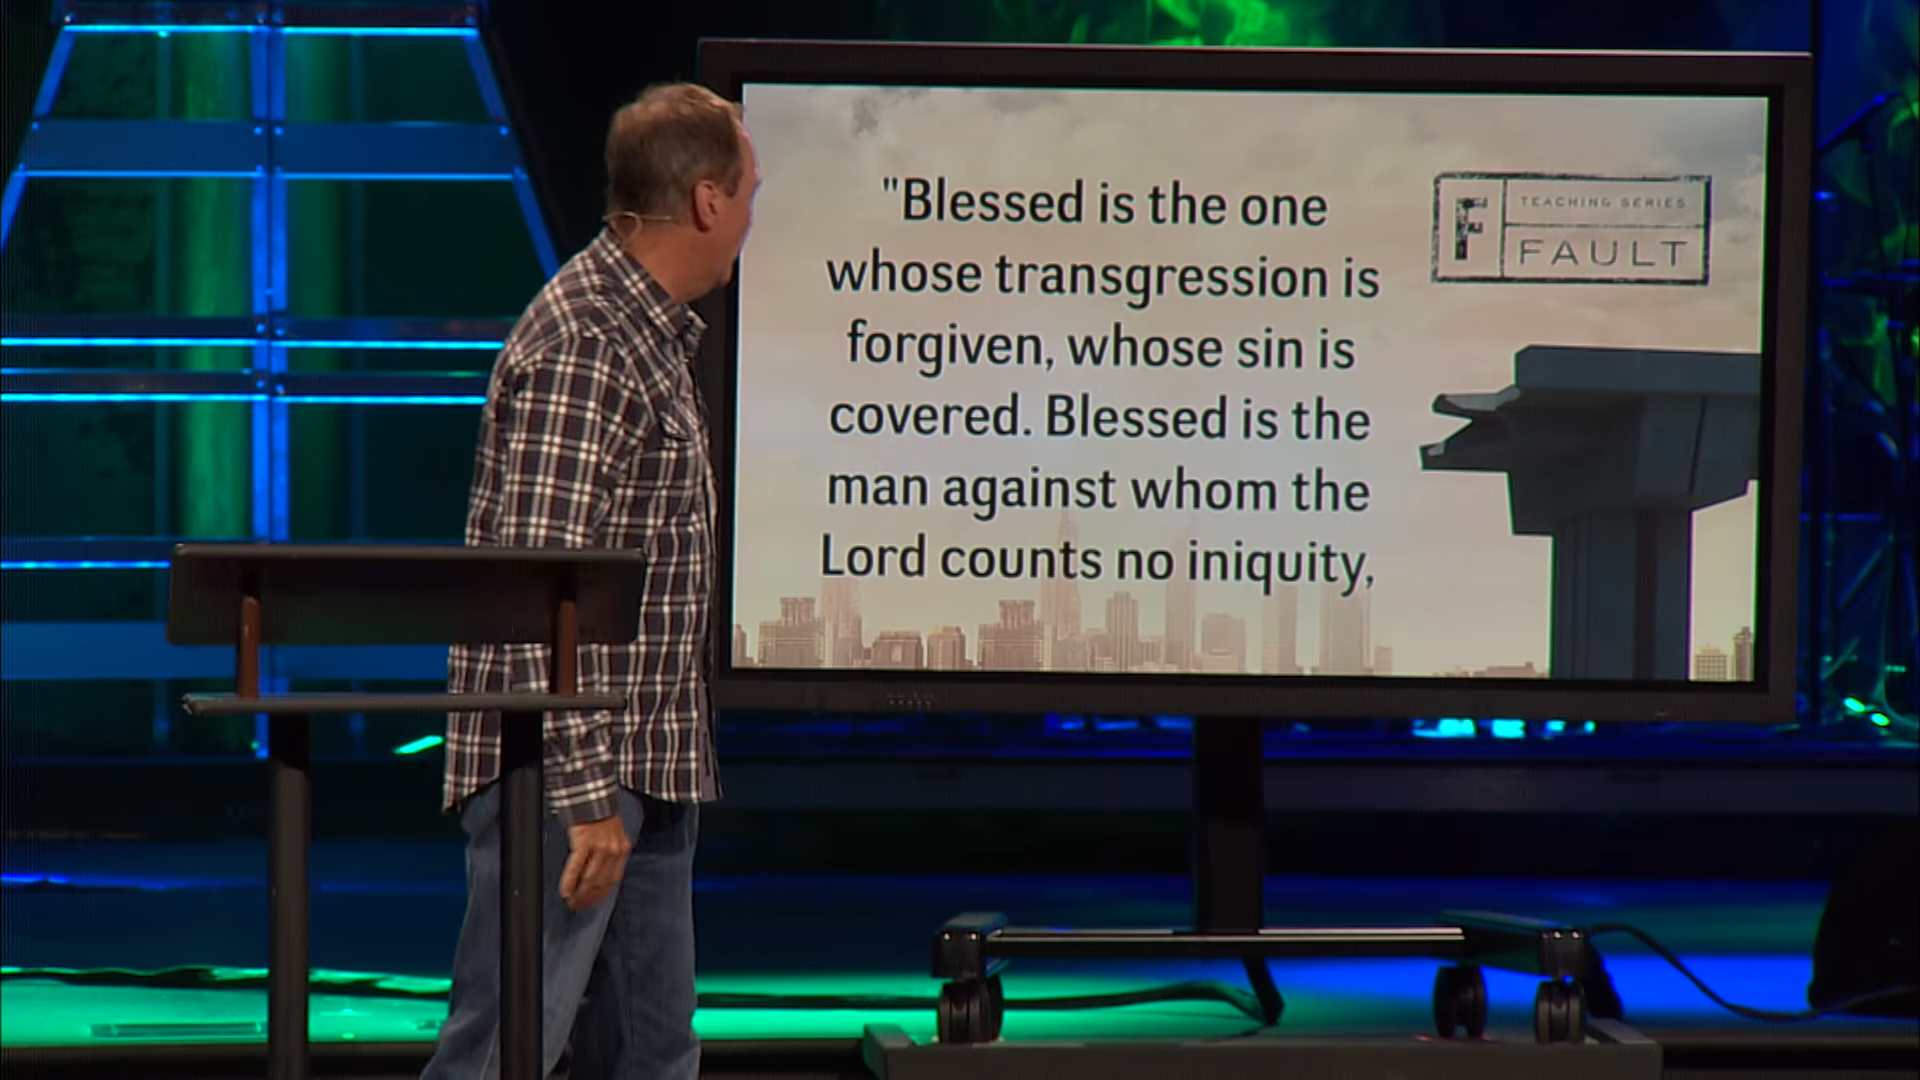 "Blessed is the one
whose transgression is
forgiven, whose sin is
covered. Blessed is the
man against whom the
Lord counts no iniquity,
F
TEACHING SERIES
FAULT